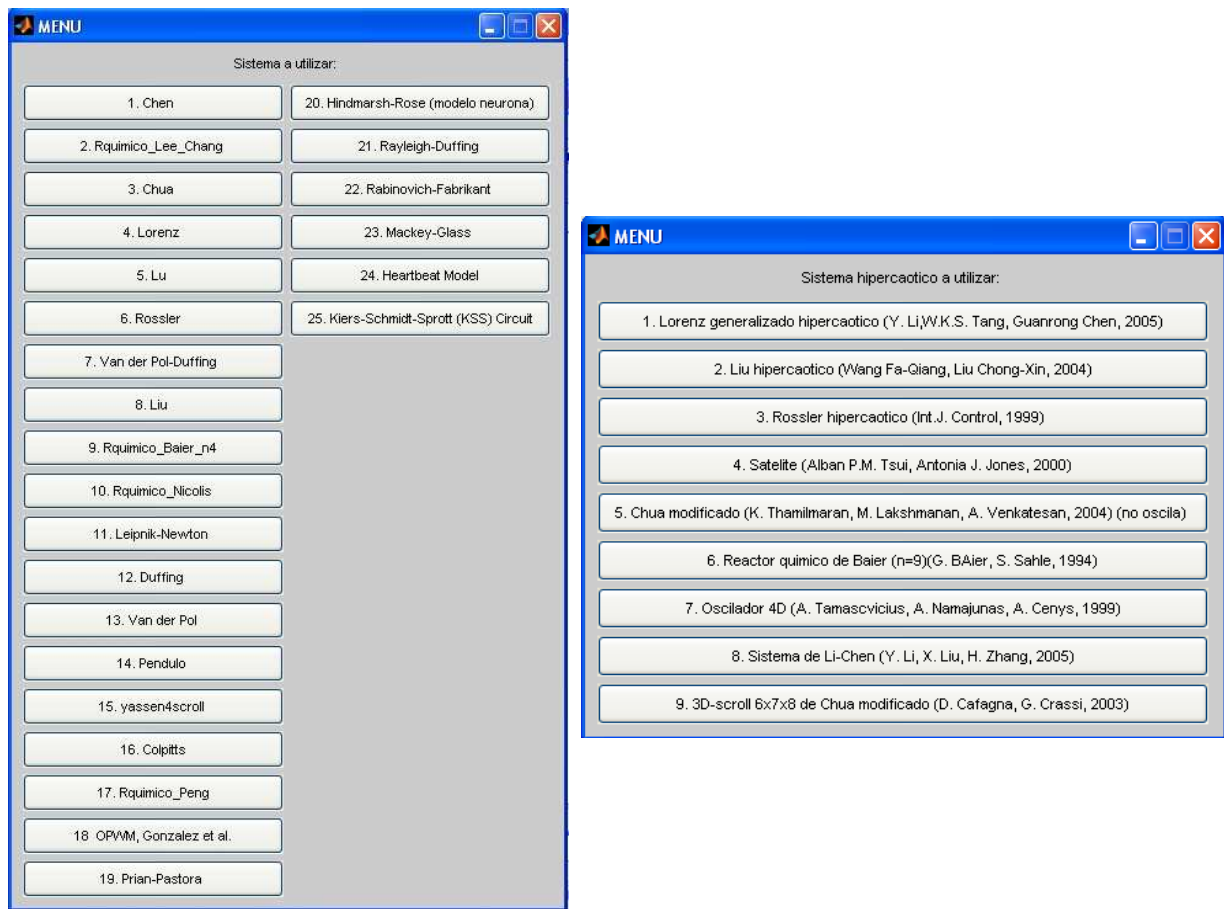 MENU
Sistema a utilizar:
1. Chen
2. Rquimico_Lee_Chang
3. Chua
4. Lorenz
5. Lu
6. Rossler
7. Van der Pol-Duffing
8. Liu
9. Rquimico_Baier_n4
10. Rquimico_Nicolis
11. Leipnik-Newton
12. Duffing
13. Van der Pol
14. Pendulo
15. yassen4scroll
16. Colpitts
17. Rquimico_Peng
18 OPWM, Gonzalez et al.
19. Prian-Pastora
20. Hindmarsh-Rose (modelo neurona)
21. Rayleigh-Duffing
22. Rabinovich-Fabrikant
23. Mackey-Glass
24. Heartbeat Model
25. Kiers-Schmidt-Sprott (KSS) Circuit
MENU
Sistema hipercaotico a utilizar:
1. Lorenz generalizado hipercaotico (Y. Li,W.K.S. Tang, Guanrong Chen, 2005)
2. Liu hipercaotico (Wang Fa-Qiang, Liu Chong-Xin, 2004)
3. Rossler hipercaotico (Int.J. Control, 1999)
4. Satelite (Alban P.M. Tsui, Antonia J. Jones, 2000)
5. Chua modificado (K. Thamilmaran, M. Lakshmanan, A. Venkatesan, 2004) (no oscila)
6. Reactor quimico de Baier (n=9)(G. BAier, S. Sahle, 1994)
7. Oscilador 4D (A. Tamascvicius, A. Namajunas, A. Cenys, 1999)
8. Sistema de Li-Chen (Y. Li, X. Liu, H. Zhang, 2005)
9. 3D-scroll 6x7x8 de Chua modificado (D. Cafagna, G. Crassi, 2003)